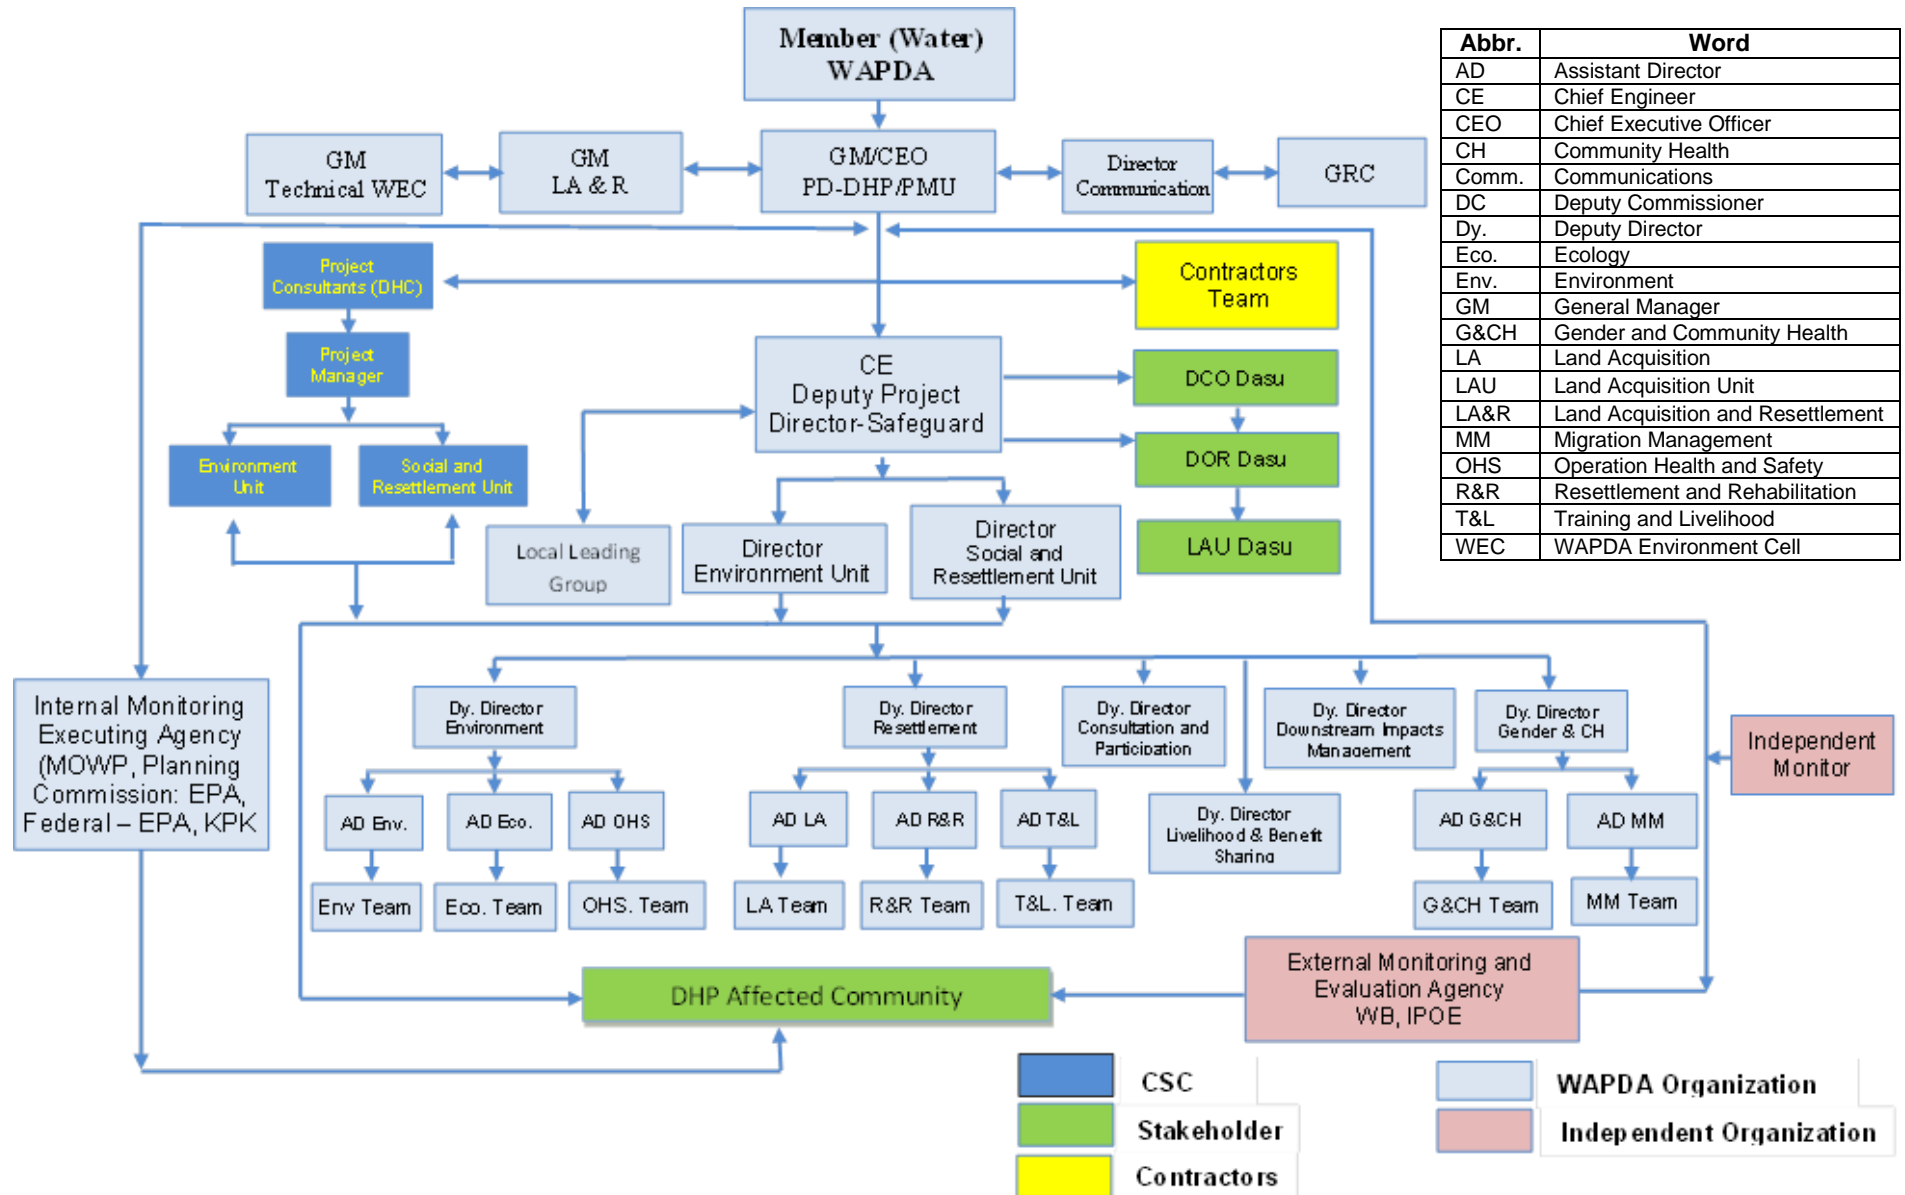 Member (Water)
WAPDA
GM
Technical WEC
GM
LA & R
GM/CEO
PD-DHP/PMU
Director
Communication
GRC
Project
Consultants (DHC)
Contractors
Team
Project
Manager
CE
Deputy Project
Director-Safeguard
DCO Dasu
DOR Dasu
LAU Dasu
Environment
Unit
Social and
Resettlement Unit
Local Leading
Group
Director
Environment Unit
Director
Social and
Resettlement Unit
Internal Monitoring
Executing Agency
(MOWP, Planning
Commission: EPA,
Federal – EPA, KPK
Dy. Director
Environment
Dy. Director
Resettlement
Dy. Director
Consultation and
Participation
Dy. Director
Downstream Impacts
Management
Dy. Director
Gender & CH
Independent
Monitor
AD Env.
AD Eco.
AD OHS
AD LA
AD R&R
AD T&L
Dy. Director
Livelihood & Benefit
Sharing
AD G&CH
AD MM
Env Team
Eco. Team
OHS. Team
LA Team
R&R Team
T&L. Team
G&CH Team
MM Team
DHP Affected Community
External Monitoring and
Evaluation Agency
WB, IPOE
CSC
Stakeholder
Contractors
WAPDA Organization
Independent Organization
Abbr. Word
AD Assistant Director
CE Chief Engineer
CEO Chief Executive Officer
CH Community Health
Comm. Communications
DC Deputy Commissioner
Dy. Deputy Director
Eco. Ecology
Env. Environment
GM General Manager
G&CH Gender and Community Health
LA Land Acquisition
LAU Land Acquisition Unit
LA&R Land Acquisition and Resettlement
MM Migration Management
OHS Operation Health and Safety
R&R Resettlement and Rehabilitation
T&L Training and Livelihood
WEC WAPDA Environment Cell